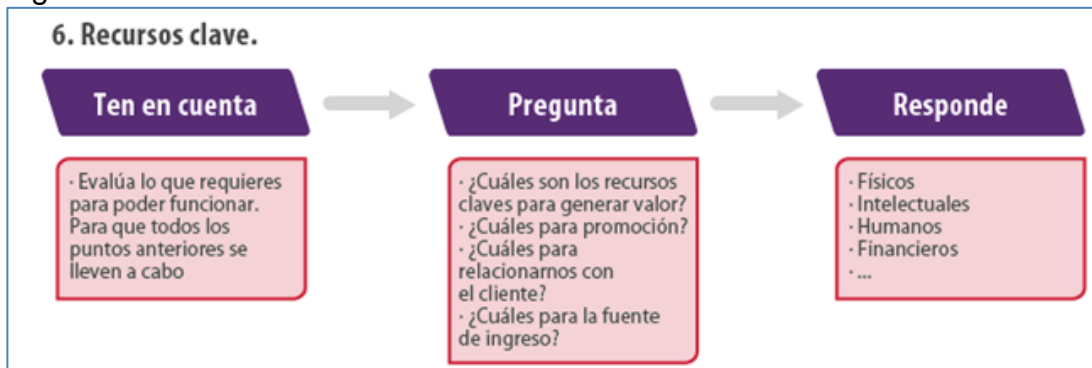 6. Recursos clave.
Ten en cuenta
Pregunta
Responde
· Evalúa lo que requieres
para poder funcionar.
Para que todos los
puntos anteriores se
lleven a cabo
· ¿Cuáles son los recursos
claves para generar valor?
· ¿Cuáles para promoción?
· ¿Cuáles para
relacionarnos con
el cliente?
· ¿Cuáles para la fuente
de ingreso?
· Físicos
· Intelectuales
· Humanos
· Financieros
· ...